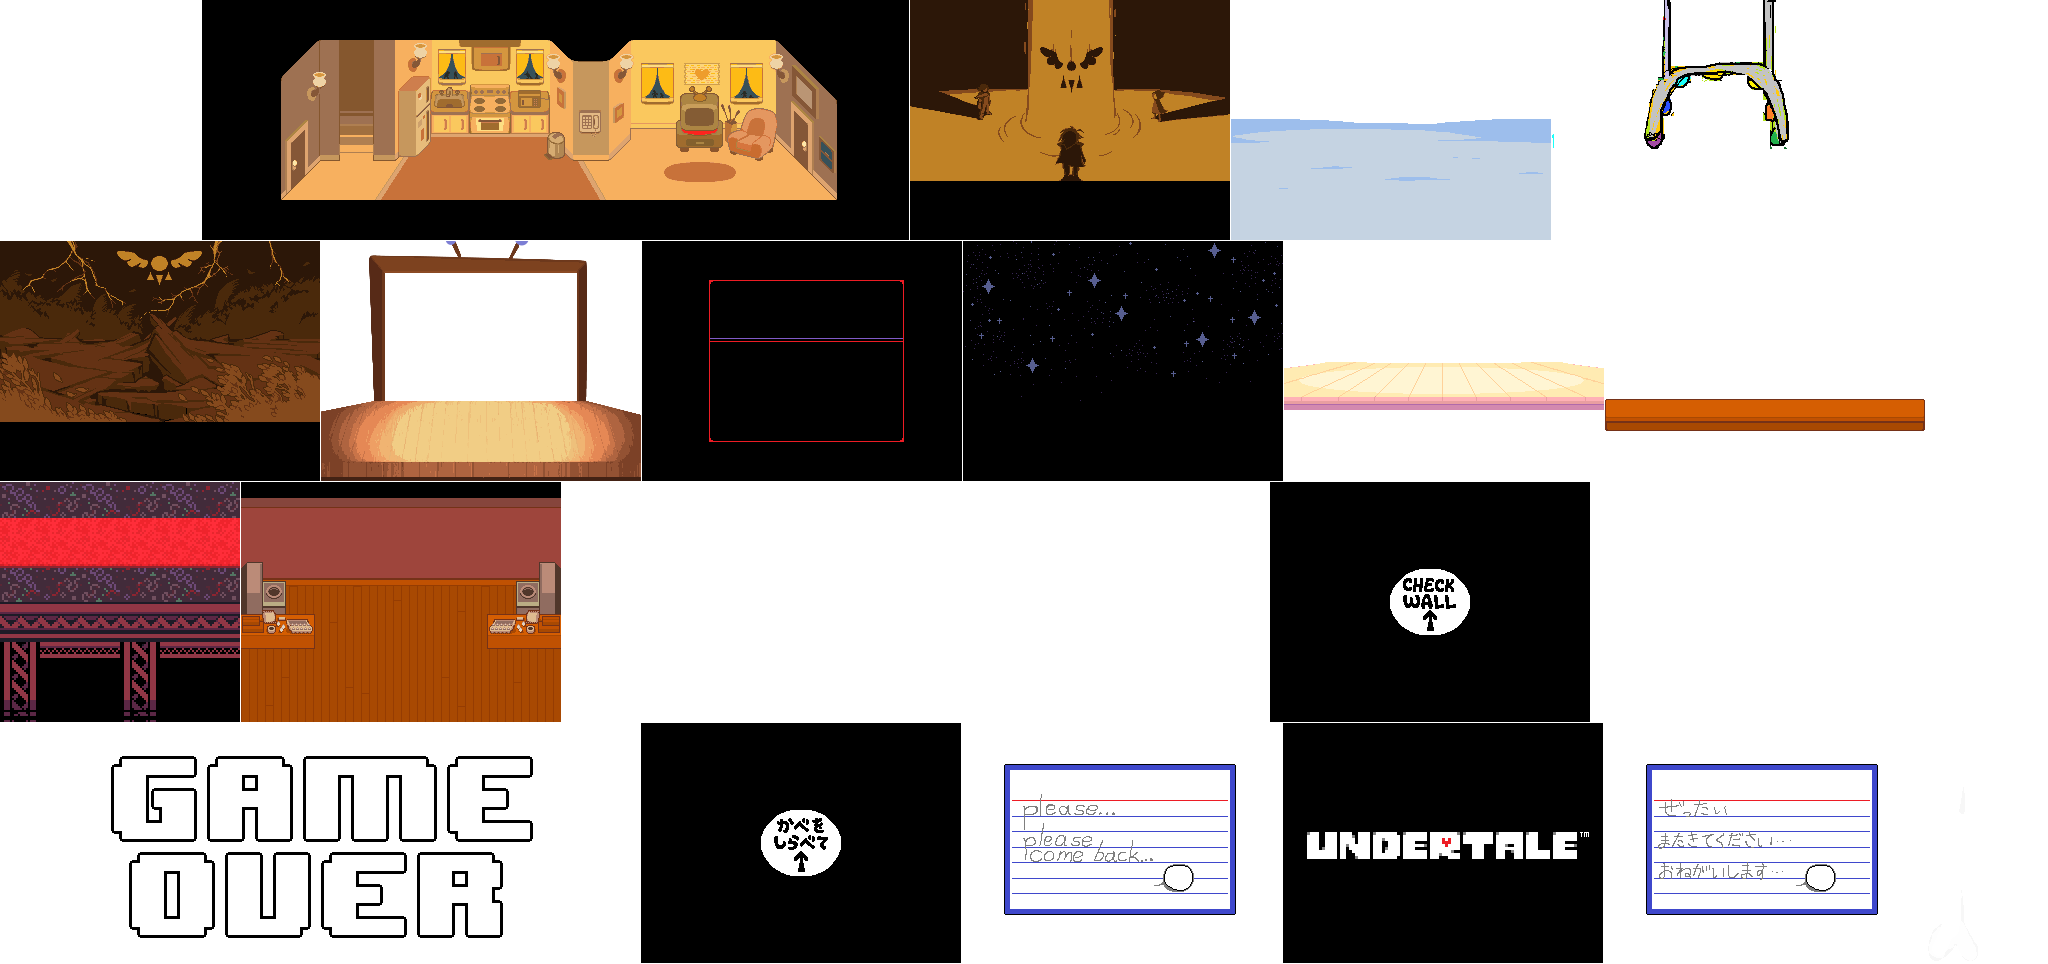 CHECK
WALL
GAME
OVER
かべを
しらべて
please...
please
come back...
UNDERTALE™
ぜったい
またきてください…
おねがいします…